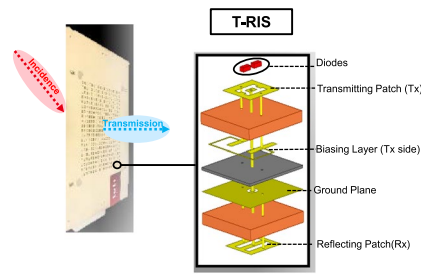 T-RIS
Incidence
Transmission
Diodes
Transmitting Patch (Tx)
Biasing Layer (Tx side)
Ground Plane
Reflecting Patch(Rx)